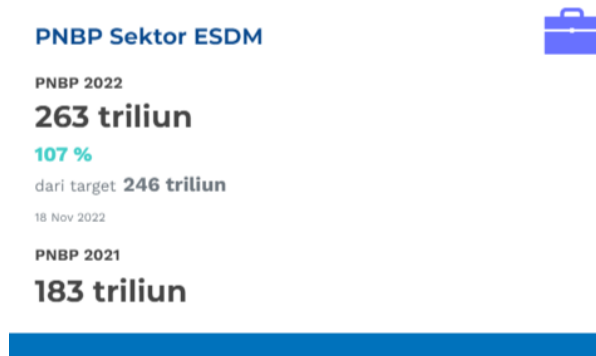 PNBP Sektor ESDM
PNBP 2022
263 triliun
107 %
dari target 246 triliun
18 Nov 2022
PNBP 2021
183 triliun